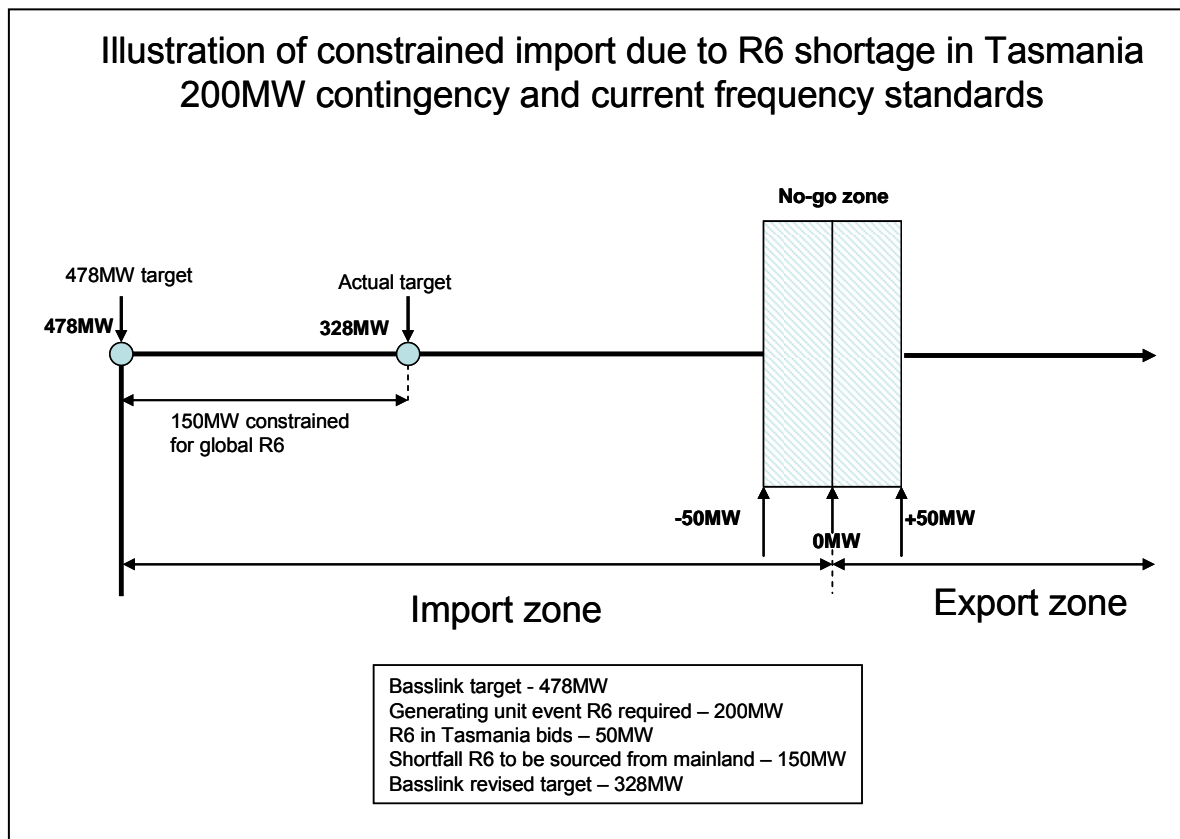 Illustration of constrained import due to R6 shortage in Tasmania
200MW contingency and current frequency standards
No-go zone
478MW target
Actual target
478MW
328MW
150MW constrained
for global R6
-50MW
0MW
+50MW
Import zone
Export zone
Basslink target - 478MW
Generating unit event R6 required – 200MW
R6 in Tasmania bids – 50MW
Shortfall R6 to be sourced from mainland – 150MW
Basslink revised target – 328MW